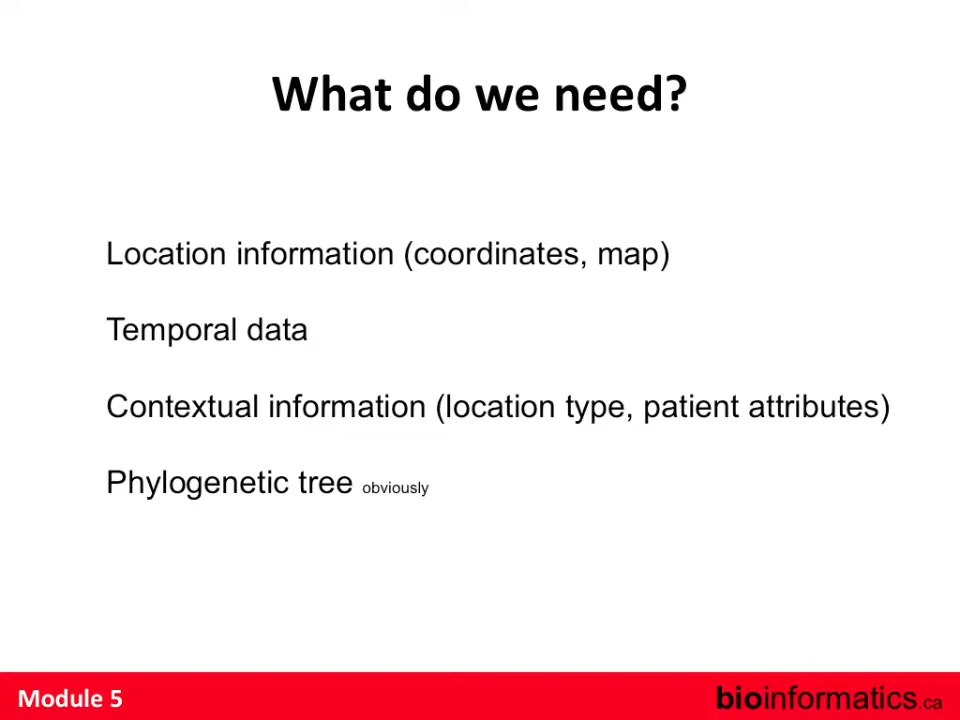 What do we need?
Location information (coordinates, map)
Temporal data
Contextual information (location type, patient attributes)
Phylogenetic tree obviously
Module 5
bioinformatics.ca